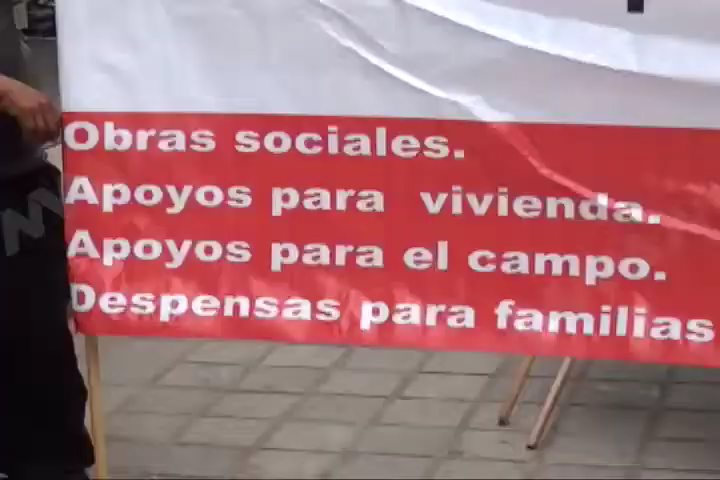 Obras sociales.
Apoyos para vivienda.
Apoyos para el campo.
Despensas para familias